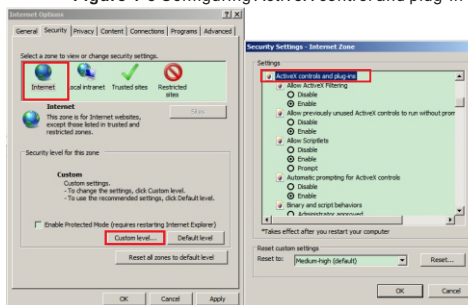 Internet Options
General Security Privacy Content Connections Programs Advanced
Select a zone to view or change security settings.
Internet Local intranet Trusted sites Restricted sites
Internet
This zone is for Internet websites,
except those listed in trusted and
restricted zones.
Sites
Security level for this zone
Custom
Custom settings.
- To change the settings, click Custom level.
- To use the recommended settings, click Default level.
Enable Protected Mode (requires restarting Internet Explorer)
Custom level... Default level
Reset all zones to default level
OK Cancel Apply
Security Settings - Internet Zone
Settings
ActiveX controls and plug-ins
Allow ActiveX Filtering
Disable
Enable
Allow previously unused ActiveX controls to run without prom
Disable
Enable
Allow Scriptlets
Disable
Enable
Prompt
Automatic prompting for ActiveX controls
Disable
Enable
Binary and script behaviors
Administrator approved
*Takes effect after you restart your computer
Reset custom settings
Reset to: Medium-high (default) Reset...
OK Cancel